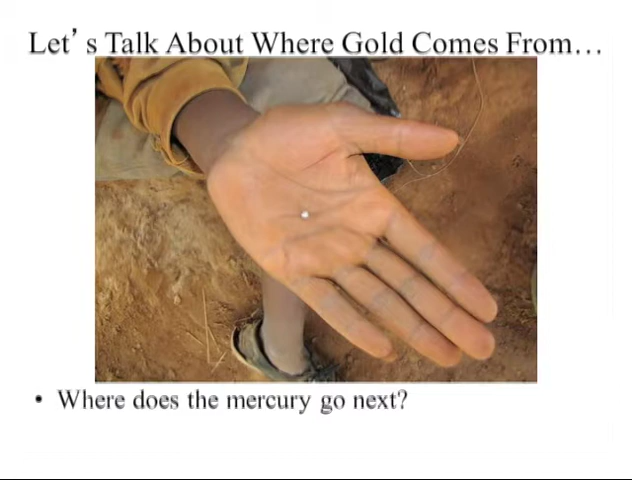 Let’s Talk About Where Gold Comes From…
• Where does the mercury go next?